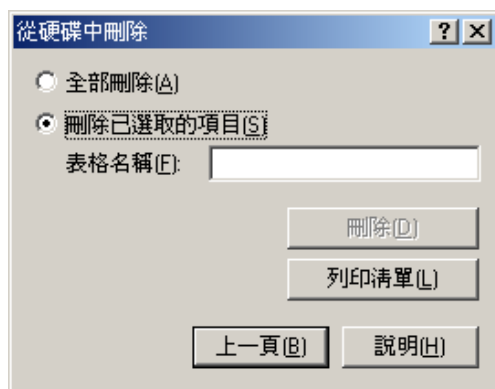 從硬碟中刪除
全部刪除(A)
刪除已選取的項目(S)
表格名稱(F):
刪除(D)
列印清單(L)
上一頁(B) 說明(H)